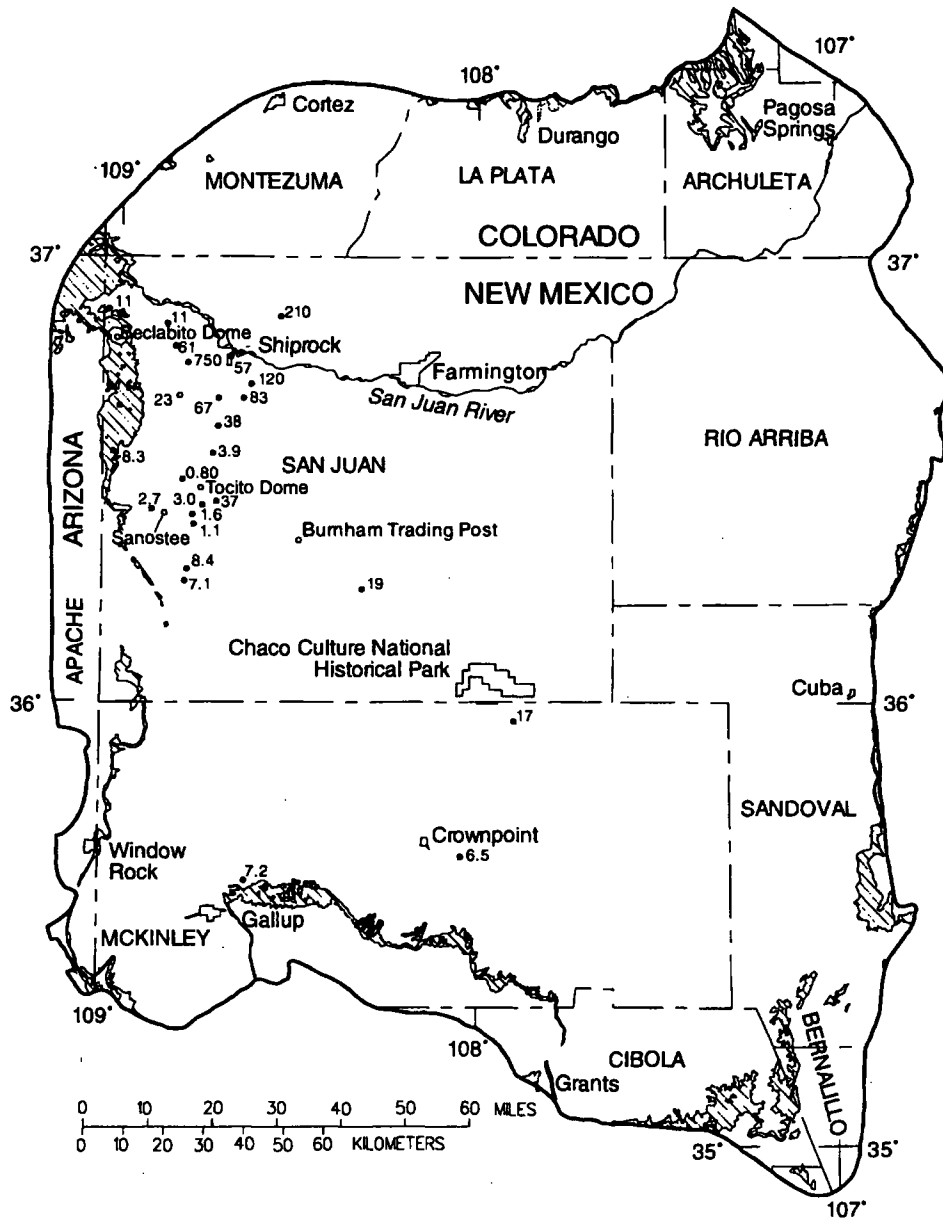 107°
108°
Cortez
Durango
Pagosa
Springs
109°
MONTEZUMA
LA PLATA
ARCHULETA
COLORADO
37°
37°
NEW MEXICO
11
11
210
Beclabito Dome
61
Shiprock
750
57
Farmington
120
23
67
83
San Juan River
38
RIO ARRIBA
ARIZONA
8.3
3.9
SAN JUAN
0.80
Tocito Dome
2.7
3.0
37
1.6
Sanostee
1.1
Burnham Trading Post
8.4
7.1
19
APACHE
Chaco Culture National
Historical Park
Cuba
36°
36°
17
SANDOVAL
Crownpoint
6.5
Window
Rock
7.2
Gallup
MCKINLEY
109°
108°
CIBOLA
BERNALILLO
Grants
0 10 20 30 40 50 60 MILES
0 10 20 30 40 50 60 KILOMETERS
35°
35°
107°